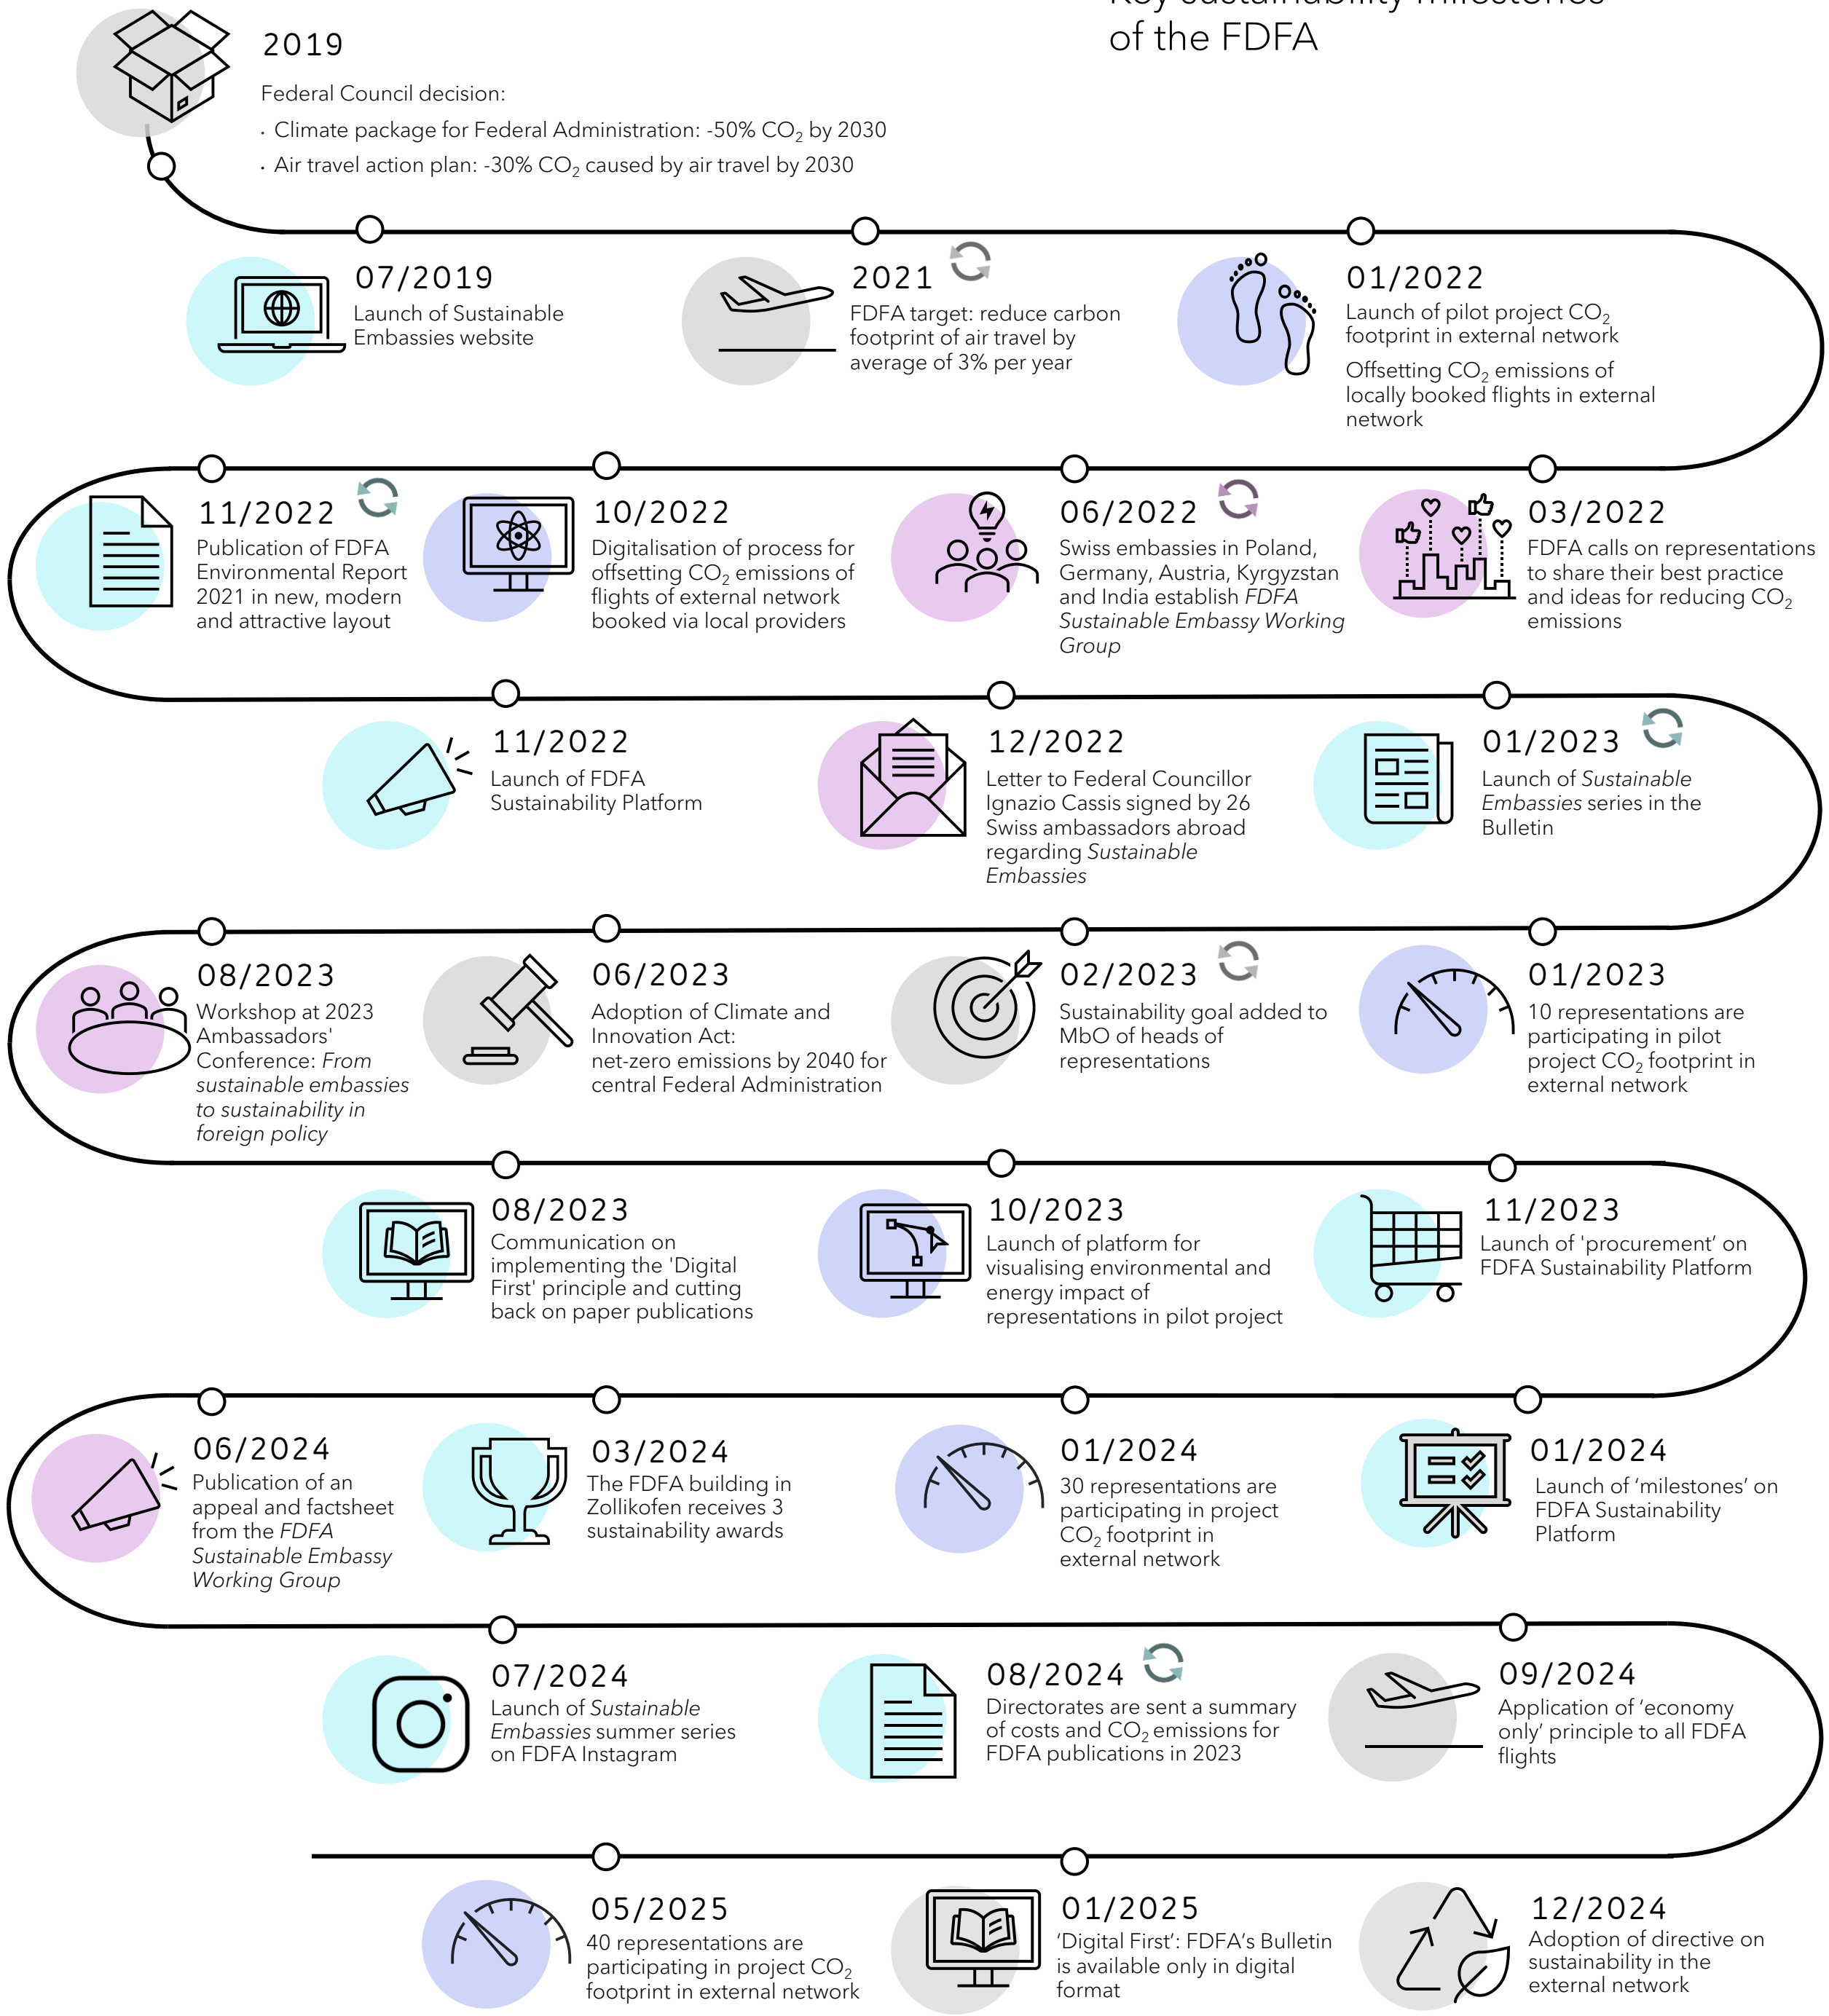 Key sustainability milestones
of the FDFA
2019
Federal Council decision:
· Climate package for Federal Administration: -50% CO₂ by 2030
· Air travel action plan: -30% CO₂ caused by air travel by 2030
07/2019
Launch of Sustainable
Embassies website
2021
FDFA target: reduce carbon
footprint of air travel by
average of 3% per year
01/2022
Launch of pilot project CO₂
footprint in external network
Offsetting CO₂ emissions of
locally booked flights in external
network
03/2022
FDFA calls on representations
to share their best practice
and ideas for reducing CO₂
emissions
06/2022
Swiss embassies in Poland,
Germany, Austria, Kyrgyzstan
and India establish FDFA
Sustainable Embassy Working
Group
10/2022
Digitalisation of process for
offsetting CO₂ emissions of
flights of external network
booked via local providers
11/2022
Publication of FDFA
Environmental Report
2021 in new, modern
and attractive layout
11/2022
Launch of FDFA
Sustainability Platform
12/2022
Letter to Federal Councillor
Ignazio Cassis signed by 26
Swiss ambassadors abroad
regarding Sustainable
Embassies
01/2023
Launch of Sustainable
Embassies series in the
Bulletin
01/2023
10 representations are
participating in pilot
project CO₂ footprint in
external network
02/2023
Sustainability goal added to
MbO of heads of
representations
06/2023
Adoption of Climate and
Innovation Act:
net-zero emissions by 2040 for
central Federal Administration
08/2023
Workshop at 2023
Ambassadors'
Conference: From
sustainable embassies
to sustainability in
foreign policy
08/2023
Communication on
implementing the 'Digital
First' principle and cutting
back on paper publications
10/2023
Launch of platform for
visualising environmental and
energy impact of
representations in pilot project
11/2023
Launch of 'procurement’ on
FDFA Sustainability Platform
01/2024
Launch of ‘milestones’ on
FDFA Sustainability
Platform
01/2024
30 representations are
participating in project
CO₂ footprint in
external network
03/2024
The FDFA building in
Zollikofen receives 3
sustainability awards
06/2024
Publication of an
appeal and factsheet
from the FDFA
Sustainable Embassy
Working Group
07/2024
Launch of Sustainable
Embassies summer series
on FDFA Instagram
08/2024
Directorates are sent a summary
of costs and CO₂ emissions for
FDFA publications in 2023
09/2024
Application of ‘economy
only’ principle to all FDFA
flights
12/2024
Adoption of directive on
sustainability in the
external network
01/2025
‘Digital First’: FDFA’s Bulletin
is available only in digital
format
05/2025
40 representations are
participating in project CO₂
footprint in external network